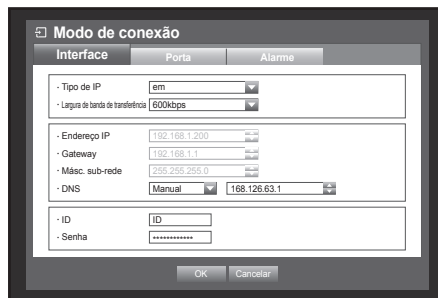 Modo de conexão
Interface Porta Alarme
· Tipo de IP em
· Largura de banda de transferência 600kbps
· Endereço IP 192.168.1.200
· Gateway 192.168.1.1
· Másc. sub-rede 255.255.255.0
· DNS Manual 168.126.63.1
· ID ID
· Senha ************
OK Cancelar